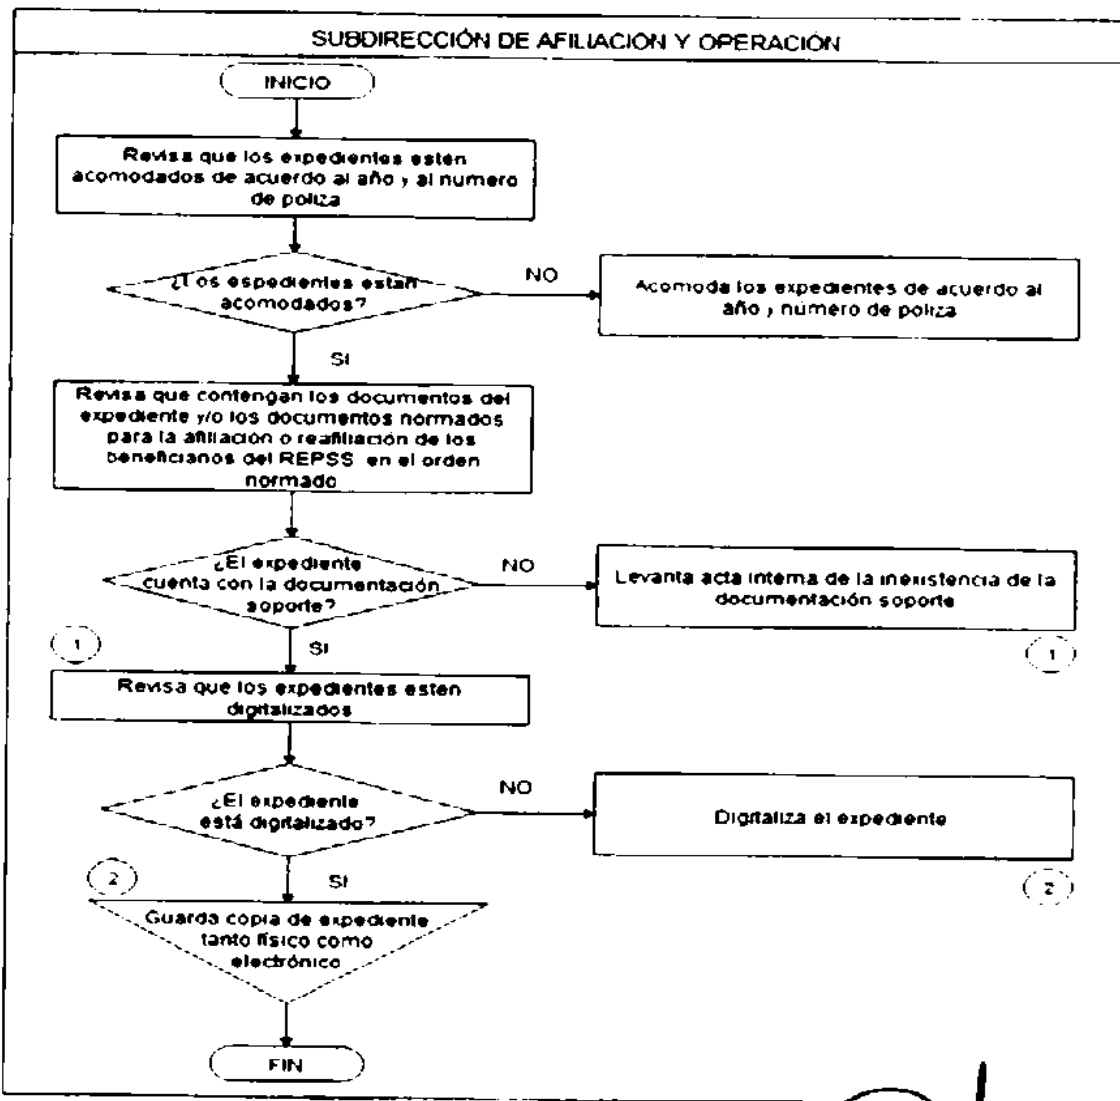 SUBDIRECCIÓN DE AFILIACION Y OPERACIÓN
INICIO
Revisa que los expedientes esten
acomodados de acuerdo al año y al numero
de poliza
¿Los espedientes estan
acomodados?
NO
Acomoda los expedientes de acuerdo al
año y número de poliza
SI
Revisa que contengan los documentos del
expediente y/o los documentos normados
para la afiliación o reafiliación de los
beneficianos del REPSS en el orden
normado
¿El expediente
cuenta con la documentación
soporte?
NO
Levanta acta interna de la inexistencia de la
documentación soporte
1
SI
1
Revisa que los expedientes esten
digitalizados
¿El expediente
está digitalizado?
NO
Digitaliza el expediente
2
SI
2
Guarda copia de expediente
tanto físico como
electrónico
FIN